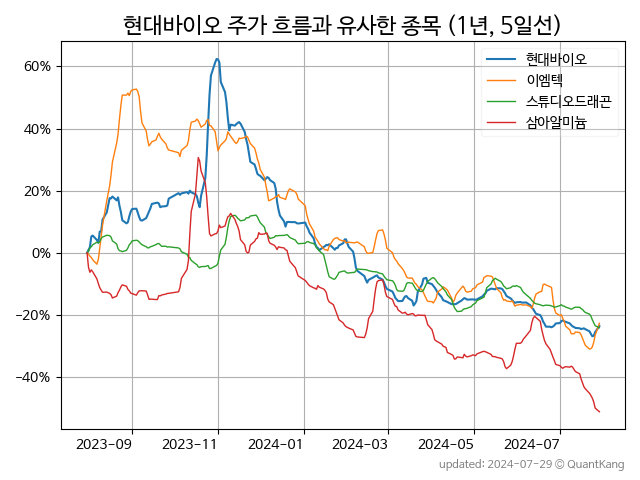 현대바이오 주가 흐름과 유사한 종목 (1년, 5일선)
현대바이오
이엠텍
스튜디오드래곤
삼아알미늄
60%
40%
20%
0%
−20%
−40%
2023-09
2023-11
2024-01
2024-03
2024-05
2024-07
updated: 2024-07-29 © QuantKang